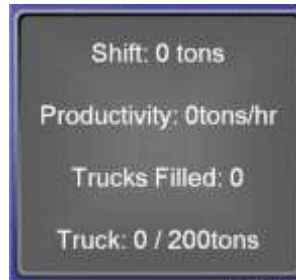 Shift: 0 tons
Productivity: 0tons/hr
Trucks Filled: 0
Truck: 0 / 200tons